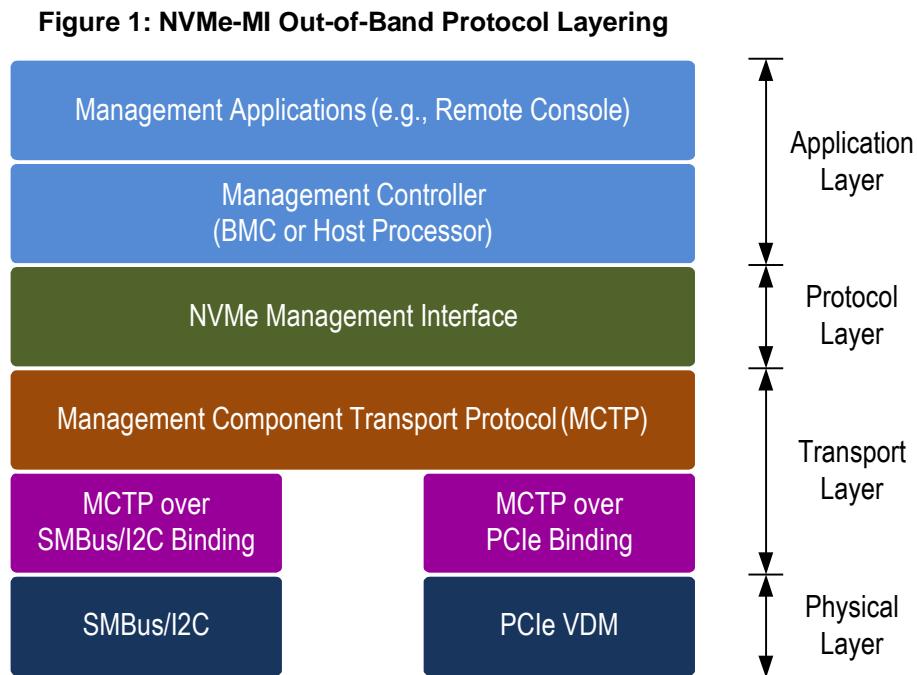 Figure 1: NVMe-MI Out-of-Band Protocol Layering
Management Applications (e.g., Remote Console)
Management Controller
(BMC or Host Processor)
Application
Layer
NVMe Management Interface
Protocol
Layer
Management Component Transport Protocol (MCTP)
MCTP over
SMBus/I2C Binding
MCTP over
PCIe Binding
Transport
Layer
SMBus/I2C
PCIe VDM
Physical
Layer